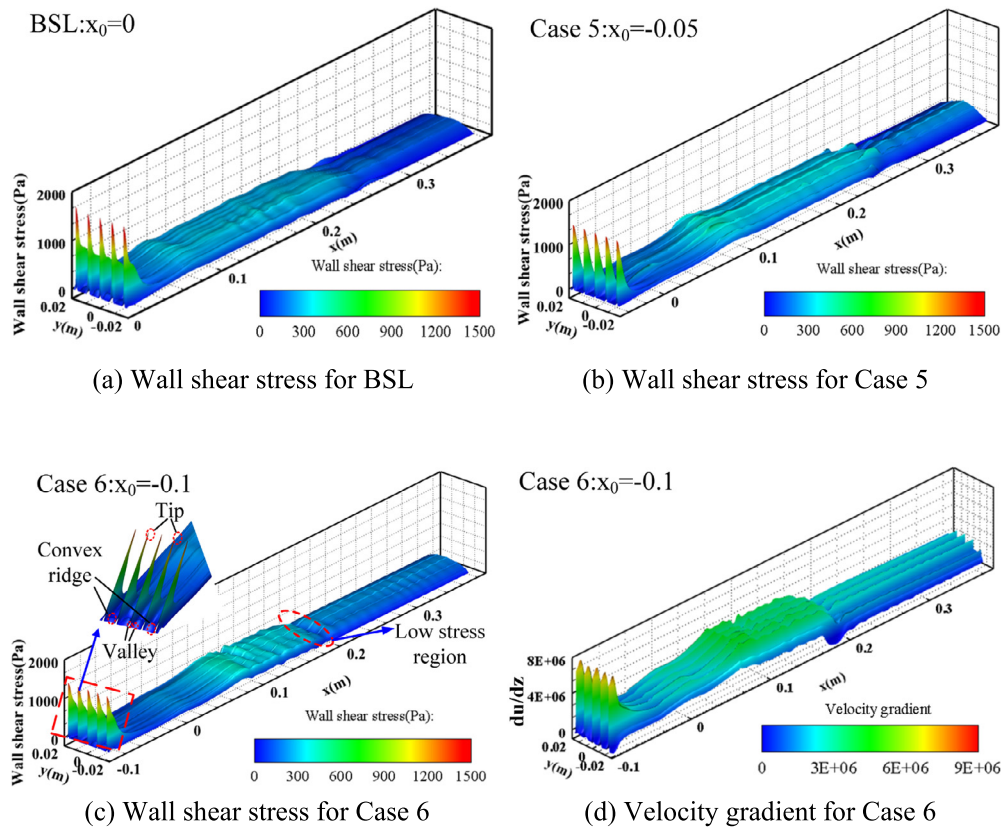 BSL:x0=0
Wall shear stress(Pa)
2000
1000
0
0.02
0
-0.02
y(m)
0
0.1
0.2
0.3
x(m)
Wall shear stress(Pa):
0 300 600 900 1200 1500
(a) Wall shear stress for BSL
Case 5:x0=-0.05
Wall shear stress(Pa)
2000
1000
0
0.02
0
-0.02
y(m)
0
0.1
0.2
0.3
x(m)
Wall shear stress(Pa):
0 300 600 900 1200 1500
(b) Wall shear stress for Case 5
Case 6:x0=-0.1
Tip
Convex
ridge
Valley
Low stress
region
Wall shear stress(Pa)
2000
1000
0
0.02
0
-0.02
y(m)
-0.1
0
0.1
0.2
0.3
x(m)
Wall shear stress(Pa):
0 300 600 900 1200 1500
(c) Wall shear stress for Case 6
Case 6:x0=-0.1
du/dz
8E+06
4E+06
0
0.02
0
-0.02
y(m)
-0.1
0
0.1
0.2
0.3
x(m)
Velocity gradient
0 3E+06 6E+06 9E+06
(d) Velocity gradient for Case 6